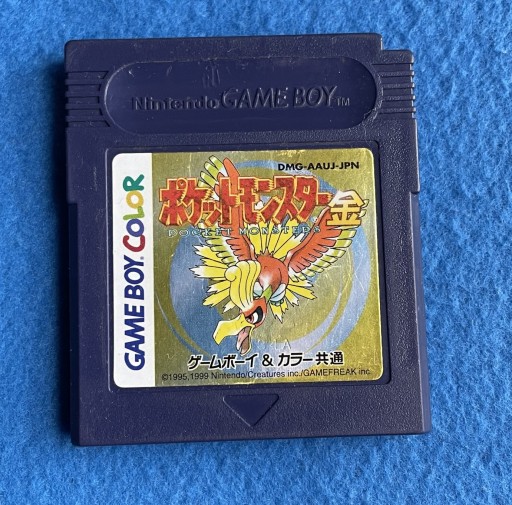 Nintendo GAME BOY™
GAME BOY COLOR
DMG-AAUJ-JPN
ポケットモンスター金
POCKET MONSTERS
ゲームボーイ & カラー共通
©1995,1999 Nintendo/Creatures inc./GAMEFREAK inc.